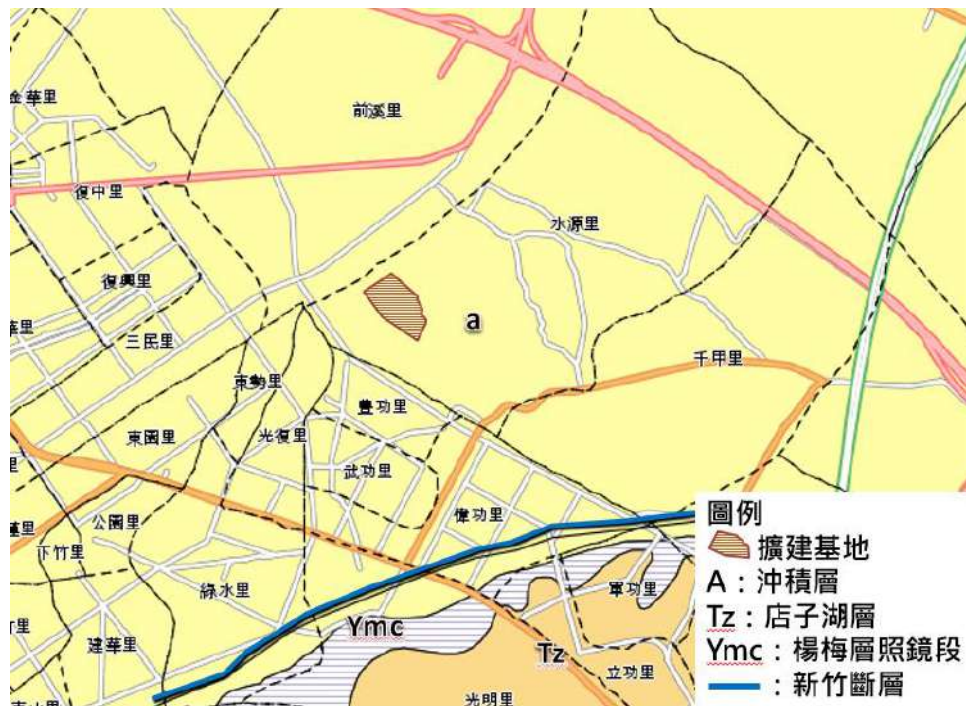 金華里
前溪里
復中里
水源里
復興里
三民里
a
千甲里
東勢里
豐功里
東園里
光復里
武功里
公園里
偉功里
下竹里
綠水里
軍功里
建華里
Ymc
Tz
立功里
光明里
圖例
擴建基地
A：沖積層
Tz：店子湖層
Ymc：楊梅層照鏡段
：新竹斷層